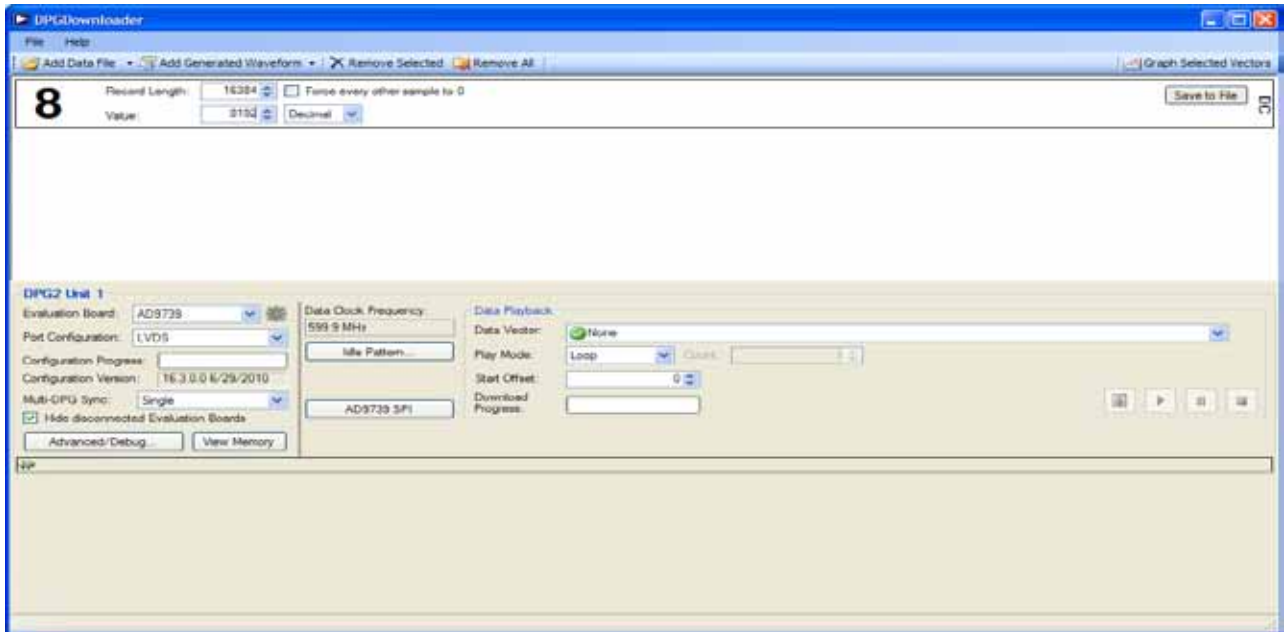 DPGDownloader
File Help
Add Data File Add Generated Waveform Remove Selected Remove All Graph Selected Vectors
8
Record Length: 16384 Force every other sample to 0
Value: Decimal
Save to File
DC
DPG2 Unit 1
Evaluation Board: AD9739
Port Configuration: LVDS
Configuration Progress:
Configuration Version: 16.3.0.0 6/29/2010
Multi-DPG Sync: Single
Hide disconnected Evaluation Boards
Advanced/Debug... View Memory
Data Clock Frequency:
599.9 MHz
Idle Pattern...
AD9739 SPI
Data Playback
Data Vector: None
Play Mode: Loop Count:
Start Offset: 0
Download Progress: